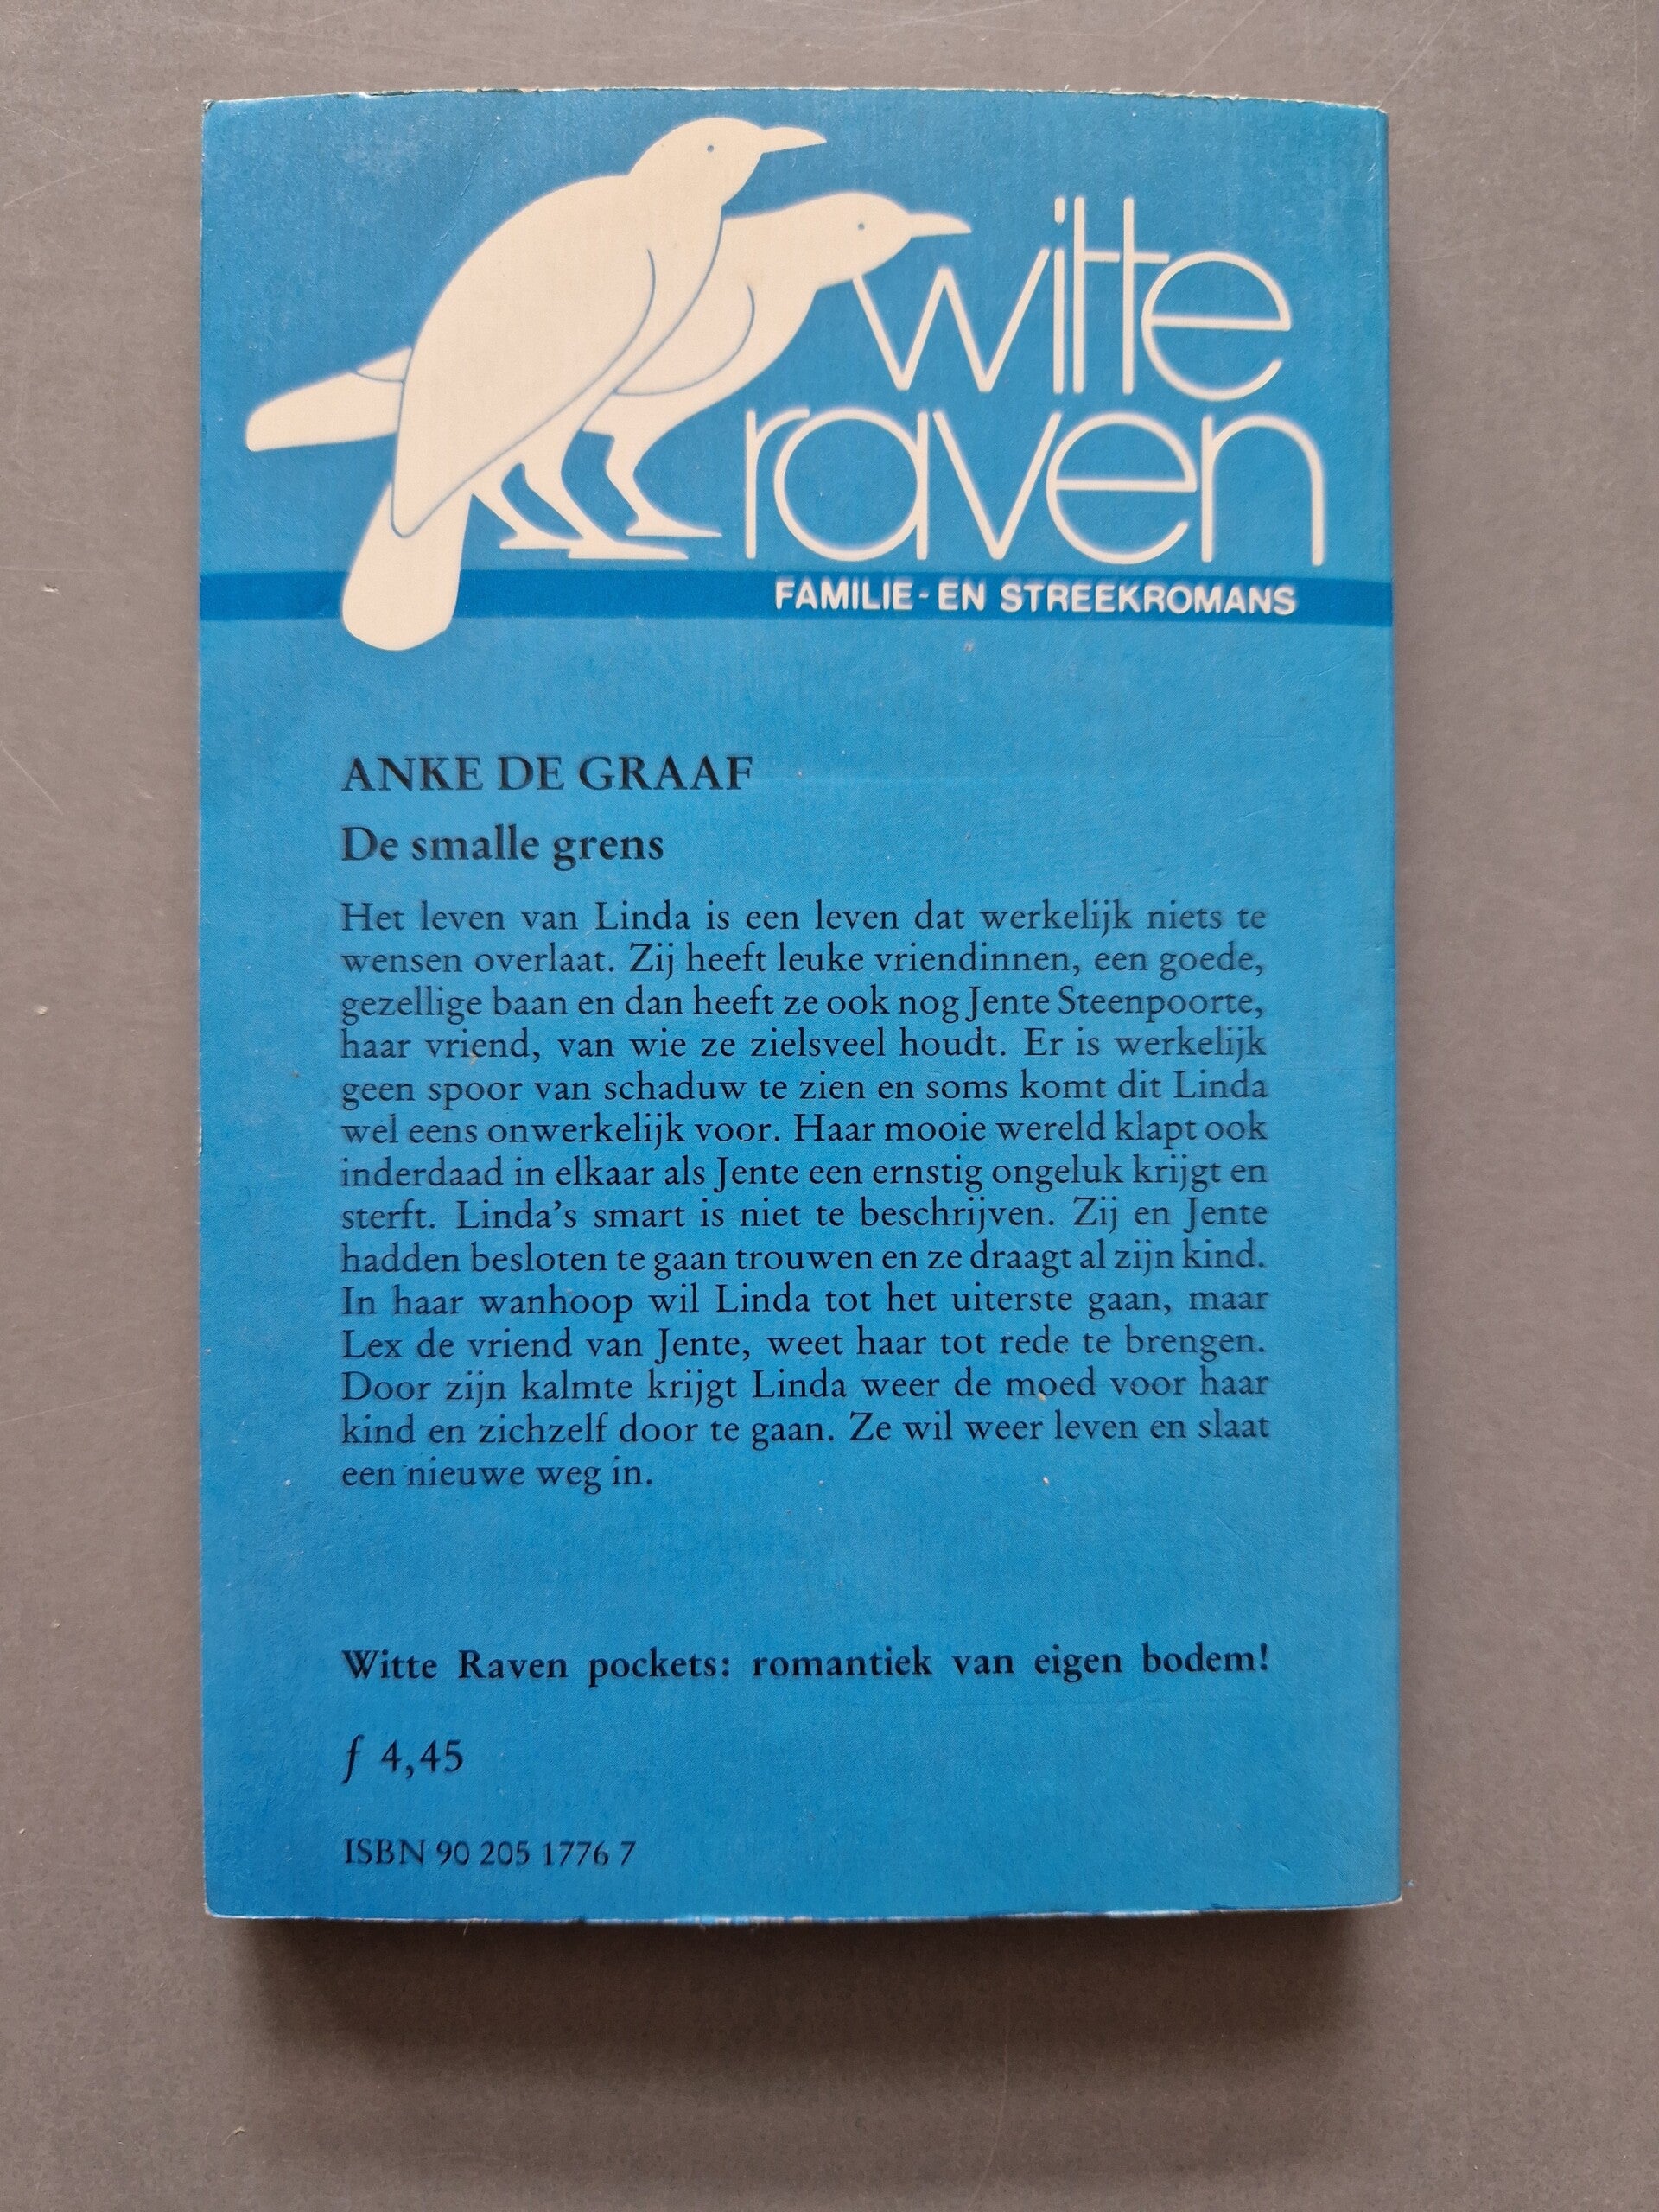 witte
raven
FAMILIE- EN STREEKROMANS
ANKE DE GRAAF
De smalle grens
Het leven van Linda is een leven dat werkelijk niets te
wensen overlaat. Zij heeft leuke vriendinnen, een goede,
gezellige baan en dan heeft ze ook nog Jente Steenpoorte,
haar vriend, van wie ze zielsveel houdt. Er is werkelijk
geen spoor van schaduw te zien en soms komt dit Linda
wel eens onwerkelijk voor. Haar mooie wereld klapt ook
inderdaad in elkaar als Jente een ernstig ongeluk krijgt en
sterft. Linda's smart is niet te beschrijven. Zij en Jente
hadden besloten te gaan trouwen en ze draagt al zijn kind.
In haar wanhoop wil Linda tot het uiterste gaan, maar
Lex de vriend van Jente, weet haar tot rede te brengen.
Door zijn kalmte krijgt Linda weer de moed voor haar
kind en zichzelf door te gaan. Ze wil weer leven en slaat
een nieuwe weg in.
Witte Raven pockets: romantiek van eigen bodem!
ƒ 4,45
ISBN 90 205 1776 7